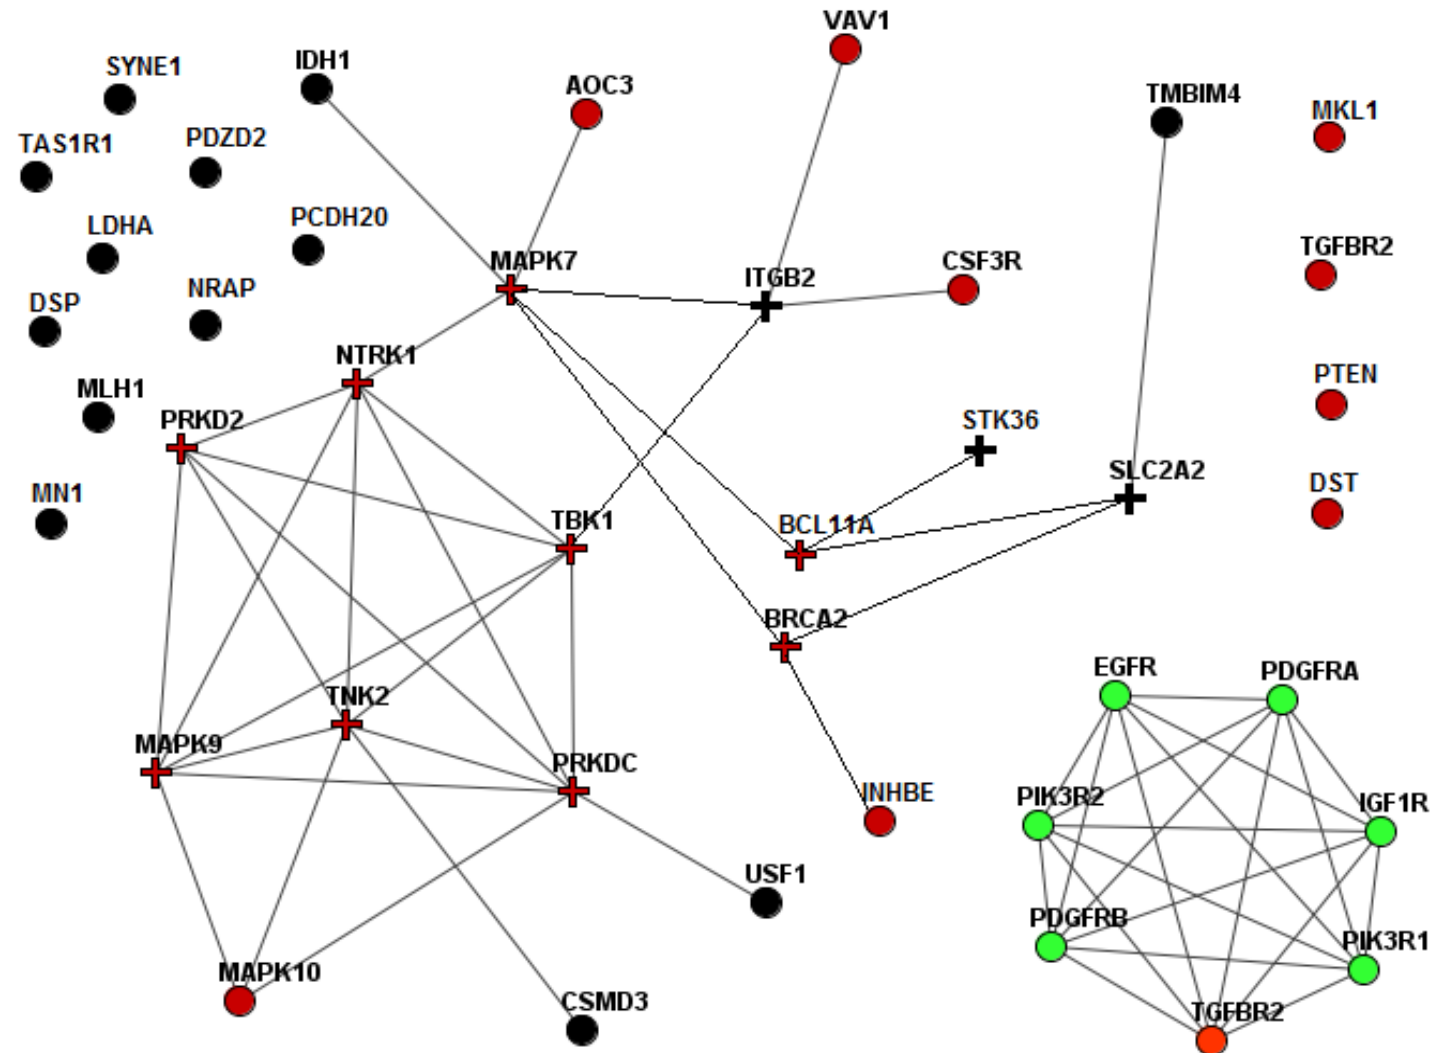 VAV1
IDH1
SYNE1
AOC3
TMBIM4
MKL1
TAS1R1
PDZD2
LDHA
PCDH20
MAPK7
ITGB2
CSF3R
TGFBR2
DSP
NRAP
NTRK1
MLH1
PRKD2
STK36
PTEN
MN1
TBK1
BCL11A
SLC2A2
DST
BRCA2
EGFR
PDGFRA
TNK2
MAPK9
PRKDC
INHBE
PIK3R2
IGF1R
USF1
PDGFRB
PIK3R1
MAPK10
CSMD3
TGFBR2